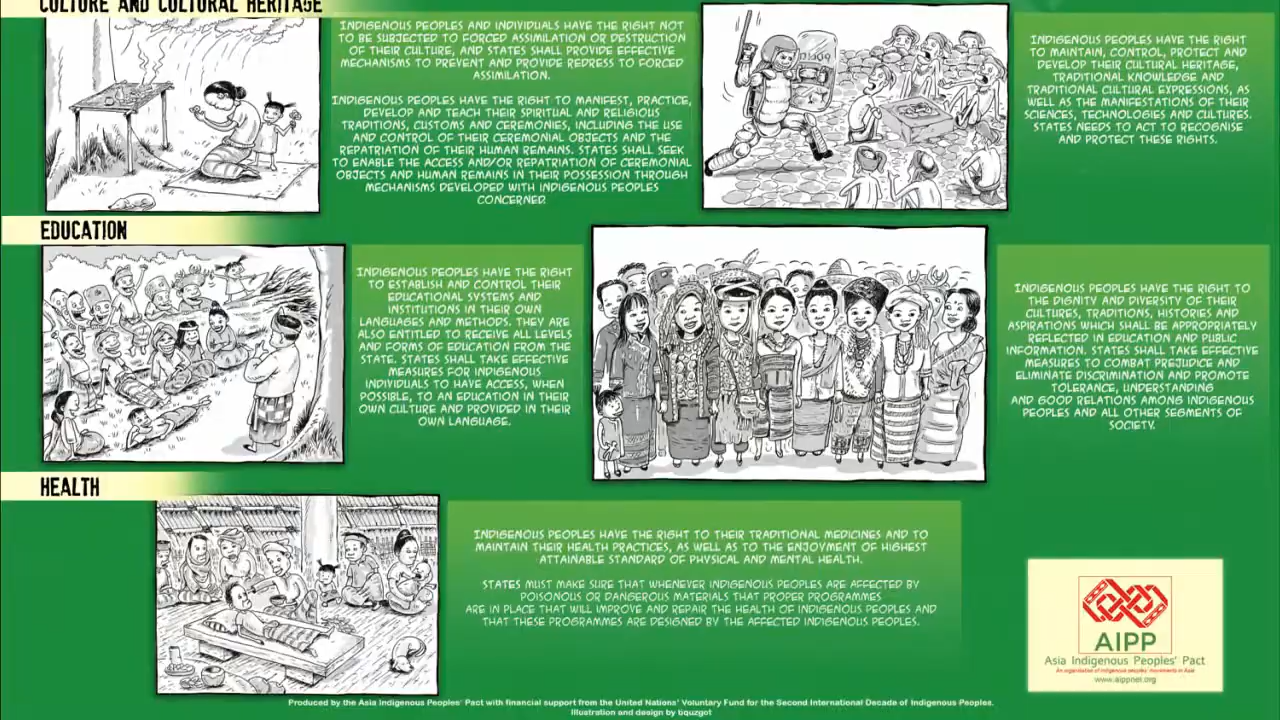 CULTURE AND CULTURAL HERITAGE
INDIGENOUS PEOPLES AND INDIVIDUALS HAVE THE RIGHT NOT
TO BE SUBJECTED TO FORCED ASSIMILATION OR DESTRUCTION
OF THEIR CULTURE, AND STATES SHALL PROVIDE EFFECTIVE
MECHANISMS TO PREVENT AND PROVIDE REDRESS TO FORCED
ASSIMILATION.
INDIGENOUS PEOPLES HAVE THE RIGHT TO MANIFEST, PRACTICE,
DEVELOP AND TEACH THEIR SPIRITUAL AND RELIGIOUS
TRADITIONS, CUSTOMS AND CEREMONIES, INCLUDING THE USE
AND CONTROL OF THEIR CEREMONIAL OBJECTS AND THE
REPATRIATION OF THEIR HUMAN REMAINS. STATES SHALL SEEK
TO ENABLE THE ACCESS AND/OR REPATRIATION OF CEREMONIAL
OBJECTS AND HUMAN REMAINS IN THEIR POSSESSION THROUGH
MECHANISMS DEVELOPED WITH INDIGENOUS PEOPLES
CONCERNED.
INDIGENOUS PEOPLES HAVE THE RIGHT
TO MAINTAIN, CONTROL, PROTECT AND
DEVELOP THEIR CULTURAL HERITAGE,
TRADITIONAL KNOWLEDGE AND
TRADITIONAL CULTURAL EXPRESSIONS, AS
WELL AS THE MANIFESTATIONS OF THEIR
SCIENCES, TECHNOLOGIES AND CULTURES.
STATES NEEDS TO ACT TO RECOGNISE
AND PROTECT THESE RIGHTS.
EDUCATION
INDIGENOUS PEOPLES HAVE THE RIGHT
TO ESTABLISH AND CONTROL THEIR
EDUCATIONAL SYSTEMS AND
INSTITUTIONS IN THEIR OWN
LANGUAGES AND METHODS. THEY ARE
ALSO ENTITLED TO RECEIVE ALL LEVELS
AND FORMS OF EDUCATION FROM THE
STATE. STATES SHALL TAKE EFFECTIVE
MEASURES FOR INDIGENOUS
INDIVIDUALS TO HAVE ACCESS, WHEN
POSSIBLE, TO AN EDUCATION IN THEIR
OWN CULTURE AND PROVIDED IN THEIR
OWN LANGUAGE.
INDIGENOUS PEOPLES HAVE THE RIGHT TO
THE DIGNITY AND DIVERSITY OF THEIR
CULTURES, TRADITIONS, HISTORIES AND
ASPIRATIONS WHICH SHALL BE APPROPRIATELY
REFLECTED IN EDUCATION AND PUBLIC
INFORMATION. STATES SHALL TAKE EFFECTIVE
MEASURES TO COMBAT PREJUDICE AND
ELIMINATE DISCRIMINATION AND PROMOTE
TOLERANCE, UNDERSTANDING
AND GOOD RELATIONS AMONG INDIGENOUS
PEOPLES AND ALL OTHER SEGMENTS OF
SOCIETY.
HEALTH
INDIGENOUS PEOPLES HAVE THE RIGHT TO THEIR TRADITIONAL MEDICINES AND TO
MAINTAIN THEIR HEALTH PRACTICES, AS WELL AS TO THE ENJOYMENT OF HIGHEST
ATTAINABLE STANDARD OF PHYSICAL AND MENTAL HEALTH.
STATES MUST MAKE SURE THAT WHENEVER INDIGENOUS PEOPLES ARE AFFECTED BY
POISONOUS OR DANGEROUS MATERIALS THAT PROPER PROGRAMMES
ARE IN PLACE THAT WILL IMPROVE AND REPAIR THE HEALTH OF INDIGENOUS PEOPLES AND
THAT THESE PROGRAMMES ARE DESIGNED BY THE AFFECTED INDIGENOUS PEOPLES.
AIPP
Asia Indigenous Peoples' Pact
An organisation of indigenous peoples' movements in Asia
www.aippnet.org
Produced by the Asia Indigenous Peoples' Pact with financial support from the United Nations' Voluntary Fund for the Second International Decade of Indigenous Peoples.
Illustration and design by tiquzgot